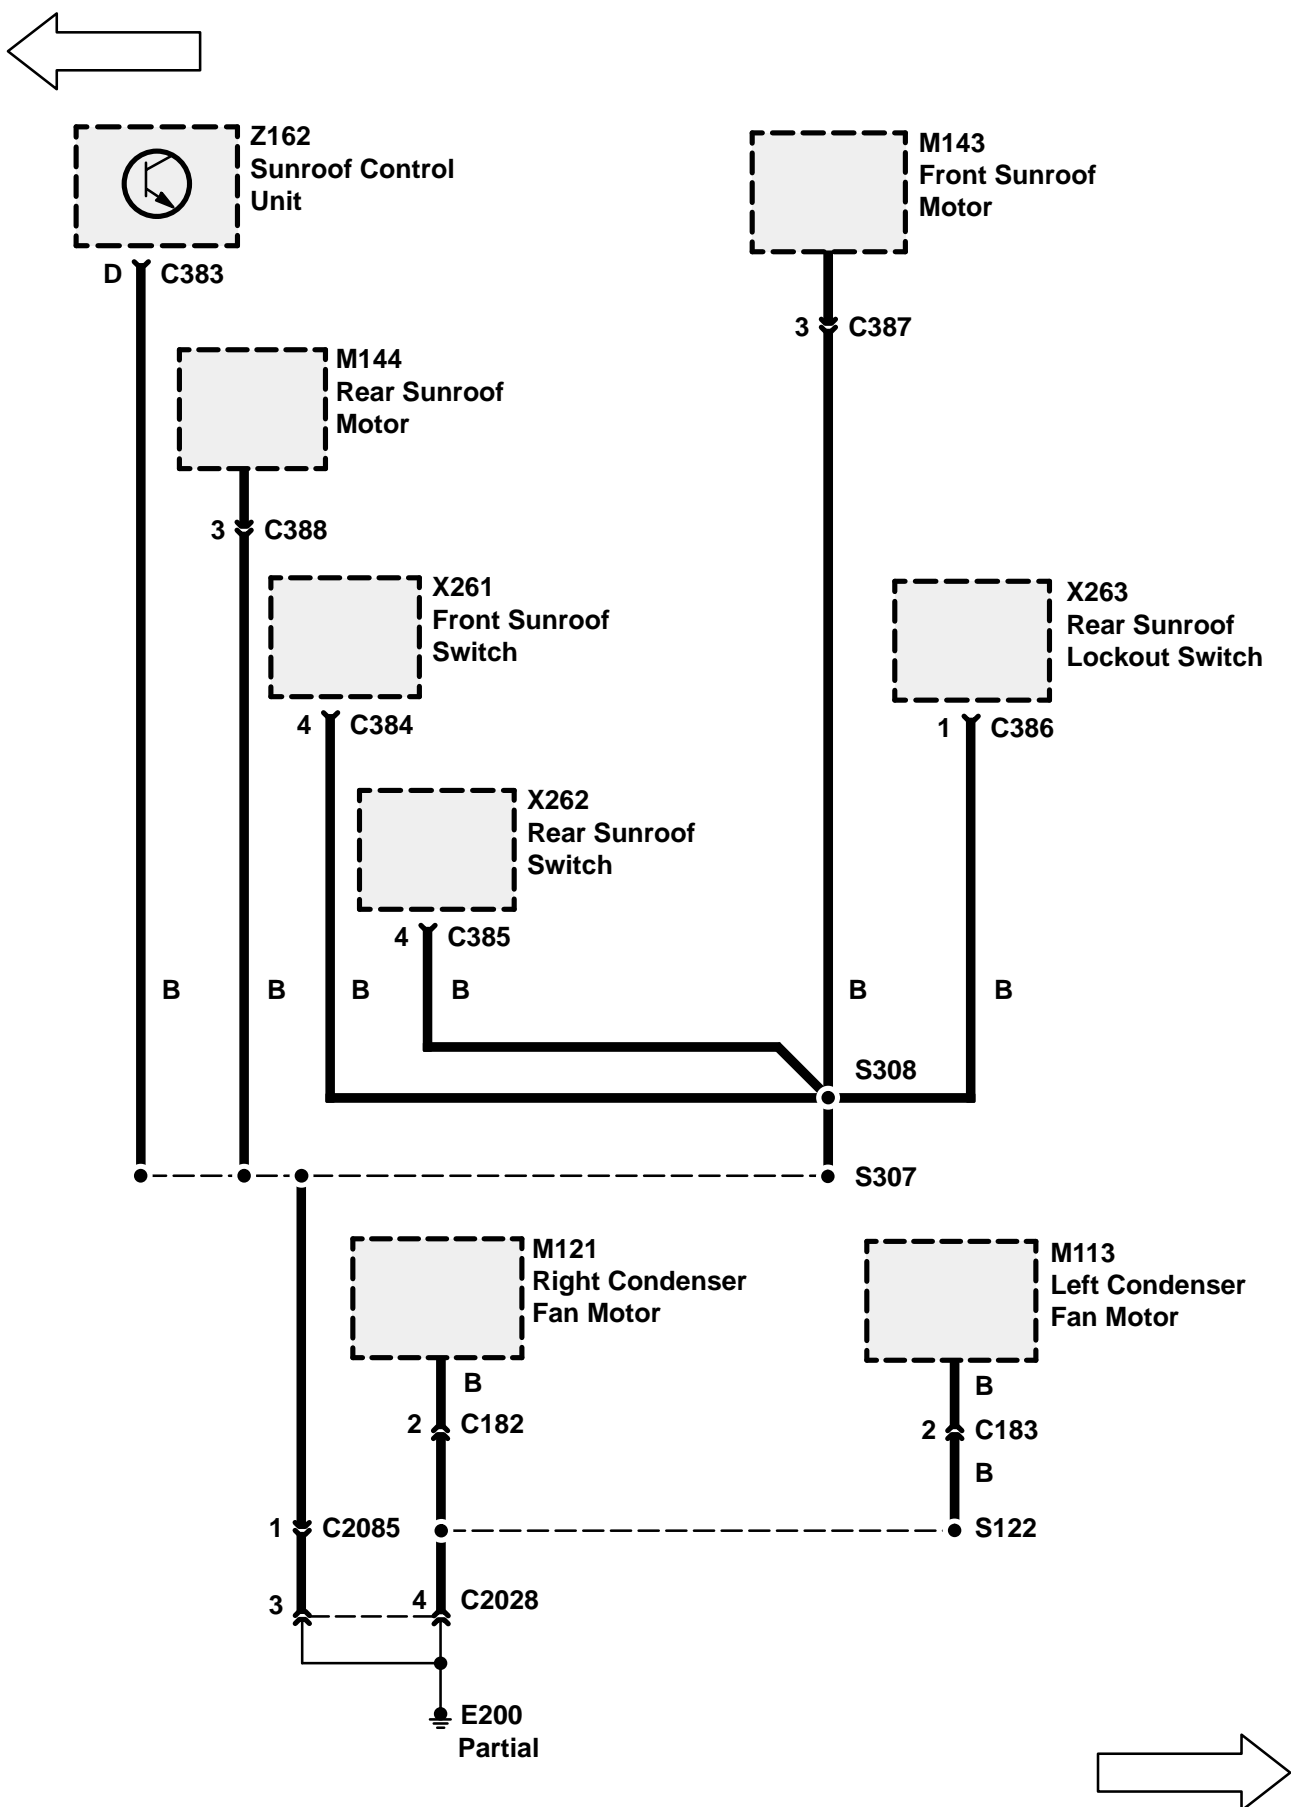 Z162
Sunroof Control
Unit
D C383
M143
Front Sunroof
Motor
3 C387
M144
Rear Sunroof
Motor
3 C388
X261
Front Sunroof
Switch
4 C384
X263
Rear Sunroof
Lockout Switch
1 C386
X262
Rear Sunroof
Switch
4 C385
B B B B B B
S308
S307
M121
Right Condenser
Fan Motor
B
2 C182
M113
Left Condenser
Fan Motor
B
2 C183
B
1 C2085
S122
3 4 C2028
E200
Partial